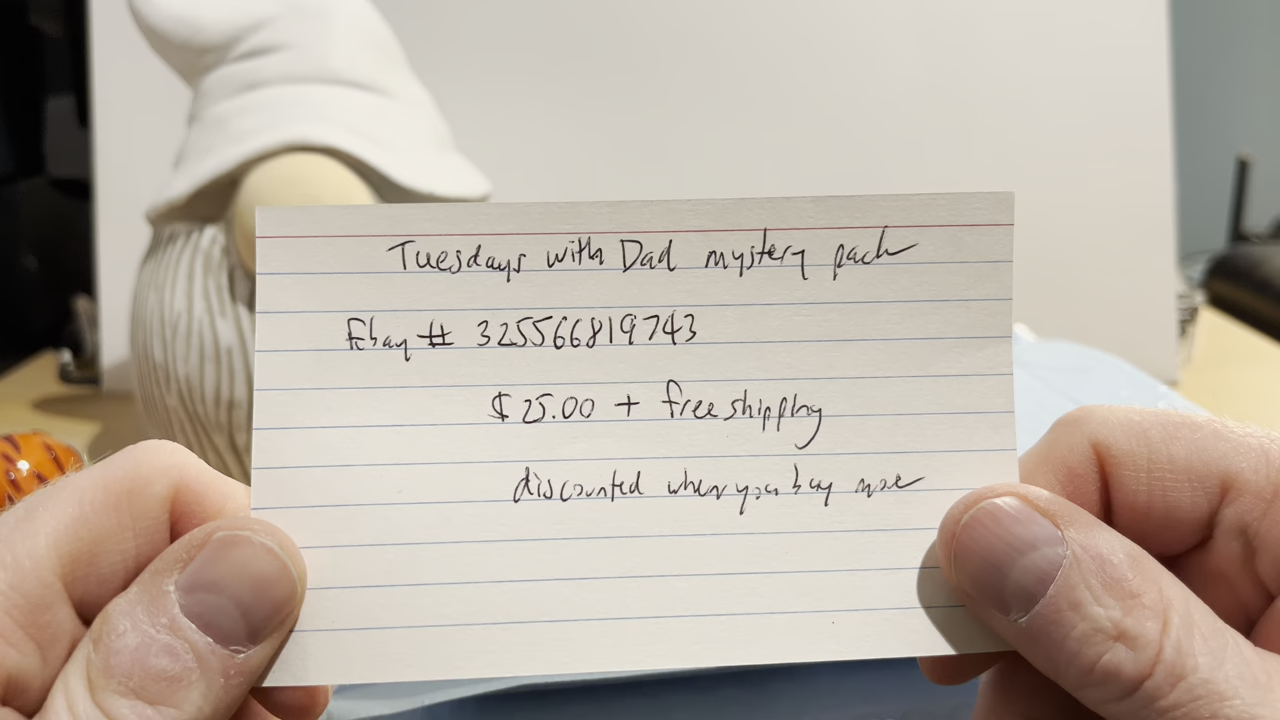 Tuesdays with Dad mystery pack
Ebay # 325566819743
$25.00 + free shipping
discounted when you buy more